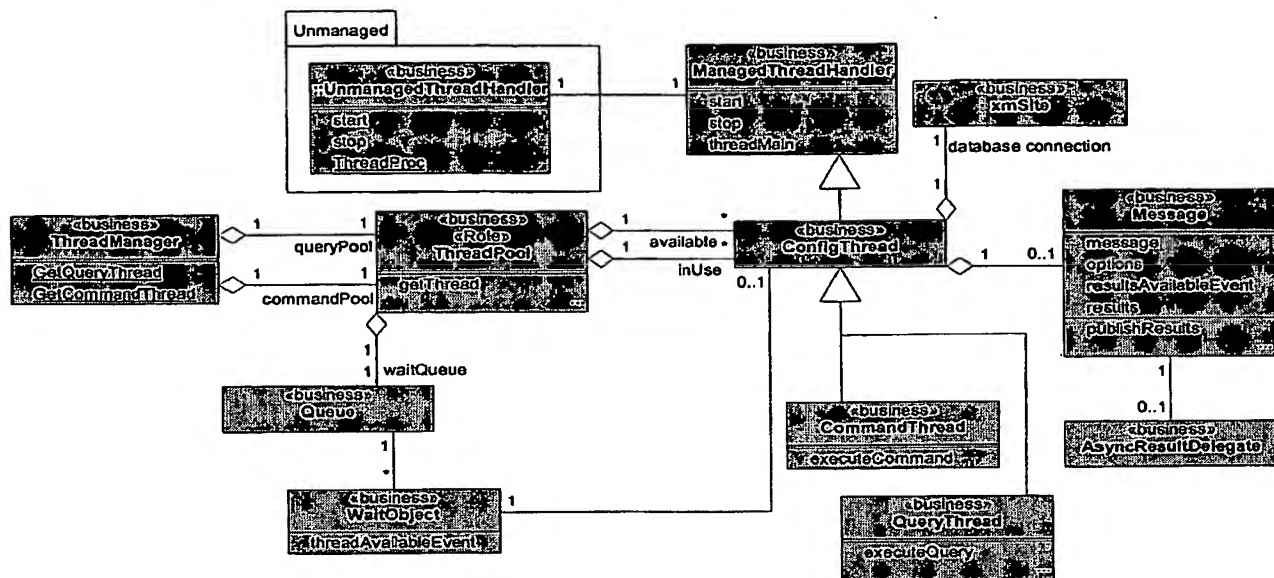 Unmanaged
«business»
::UnmanagedThreadHandler
start
stop
ThreadProc
1
1
«business»
ManagedThreadHandler
start
stop
threadMain
«business»
xmSite
1
database connection
1
«business»
ThreadManager
GetQueryThread
GetCommandThread
1
1
queryPool
1
1
commandPool
«business»
«Role»
ThreadPool
getThread
1
*
available
1
*
inUse
«business»
ConfigThread
0..1
1
0..1
«business»
Message
message
options
resultsAvailableEvent
results
publishResults
1
0..1
«business»
AsyncResultDelegate
1
1
waitQueue
«business»
Queue
1
*
«business»
WaitObject
threadAvailableEvent
1
«business»
CommandThread
executeCommand
«business»
QueryThread
executeQuery